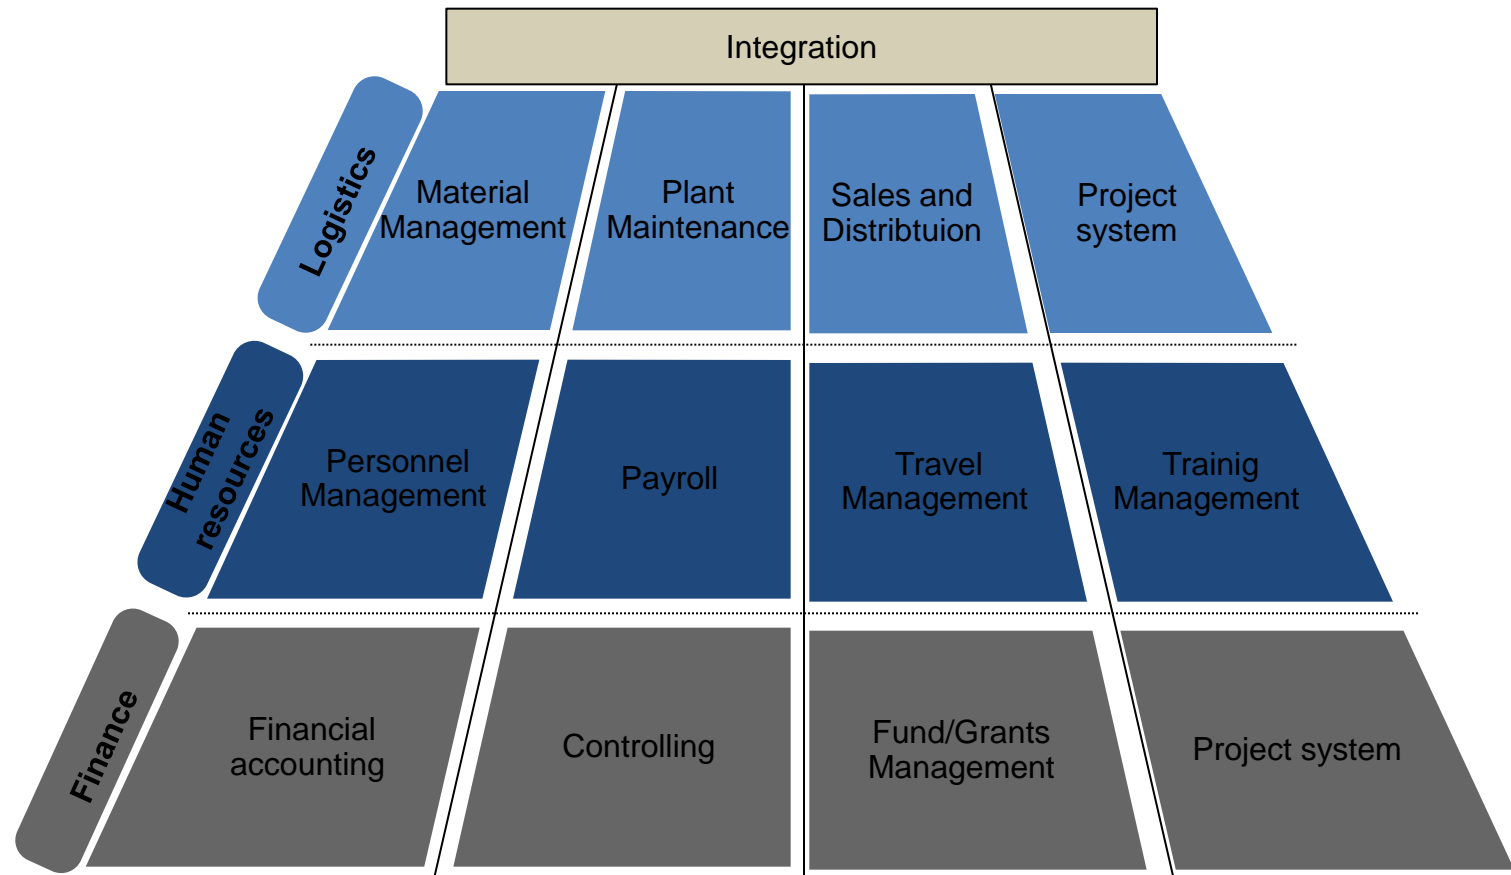 Integration
Logistics
Material
Management
Plant
Maintenance
Sales and
Distribtuion
Project
system
Human
resources
Personnel
Management
Payroll
Travel
Management
Trainig
Management
Finance
Financial
accounting
Controlling
Fund/Grants
Management
Project system